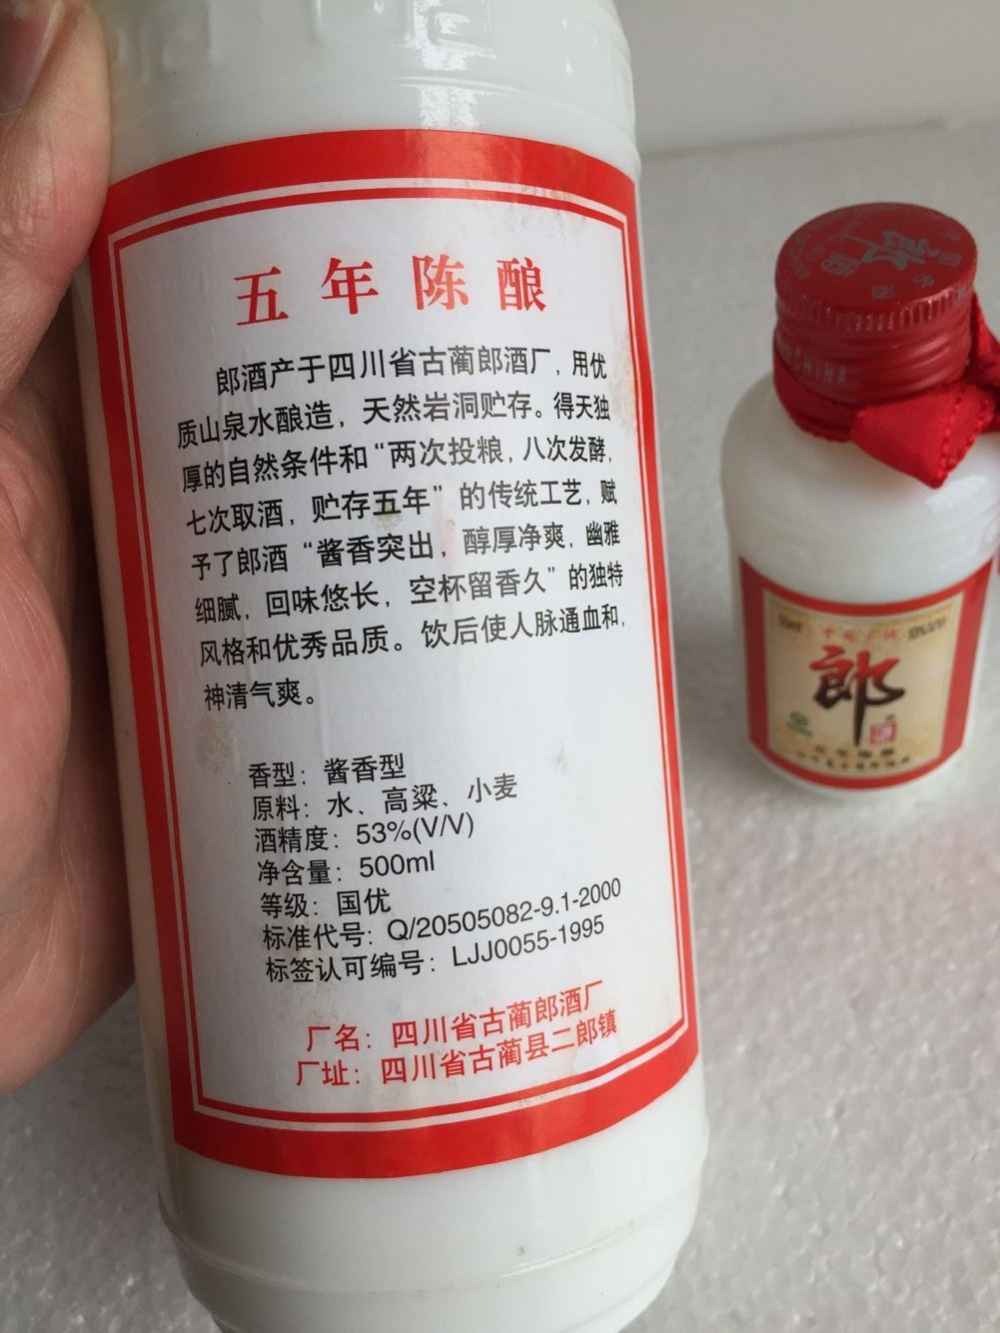 五年陈酿
郎酒产于四川省古蔺郎酒厂，用优
质山泉水酿造，天然岩洞贮存。得天独
厚的自然条件和“两次投粮，八次发酵，
七次取酒，贮存五年”的传统工艺，赋
予了郎酒“酱香突出，醇厚净爽，幽雅
细腻，回味悠长，空杯留香久”的独特
风格和优秀品质。饮后使人脉通血和，
神清气爽。
香型：酱香型
原料：水、高粱、小麦
酒精度：53%(V/V)
净含量：500ml
等级：国优
标准代号：Q/20505082-9.1-2000
标签认可编号：LJJ0055-1995
厂名：四川省古蔺郎酒厂
厂址：四川省古蔺县二郎镇
郎